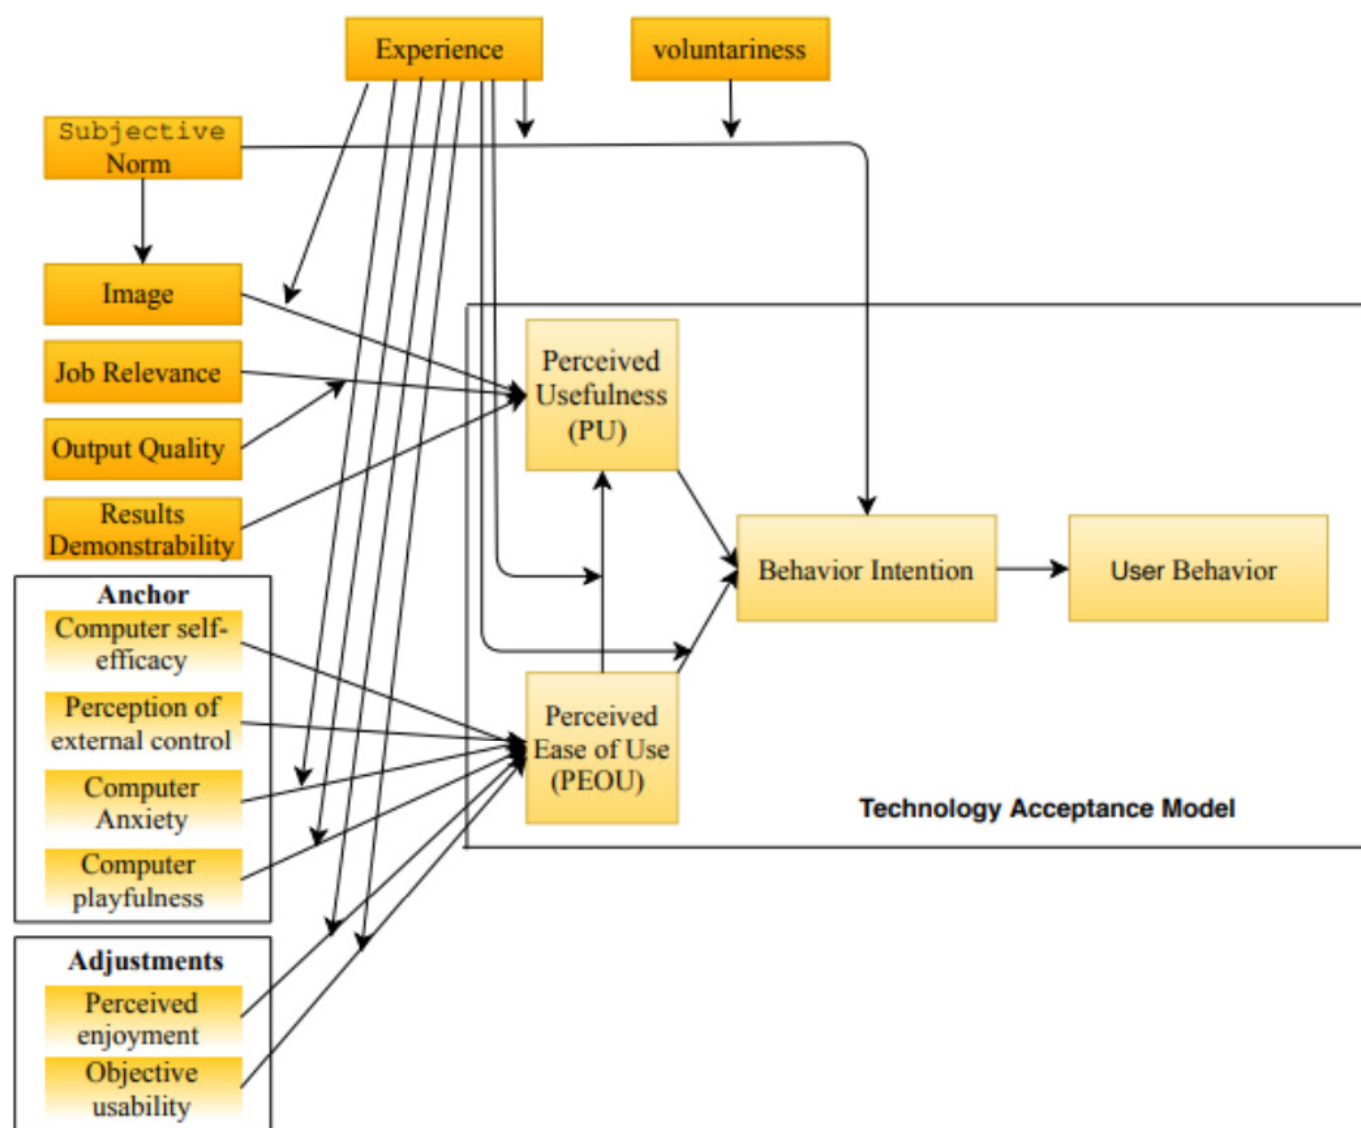 Experience
voluntariness
Subjective
Norm
Image
Job Relevance
Output Quality
Results
Demonstrability
Anchor
Computer self-
efficacy
Perception of
external control
Computer
Anxiety
Computer
playfulness
Adjustments
Perceived
enjoyment
Objective
usability
Perceived
Usefulness
(PU)
Perceived
Ease of Use
(PEOU)
Behavior Intention
User Behavior
Technology Acceptance Model